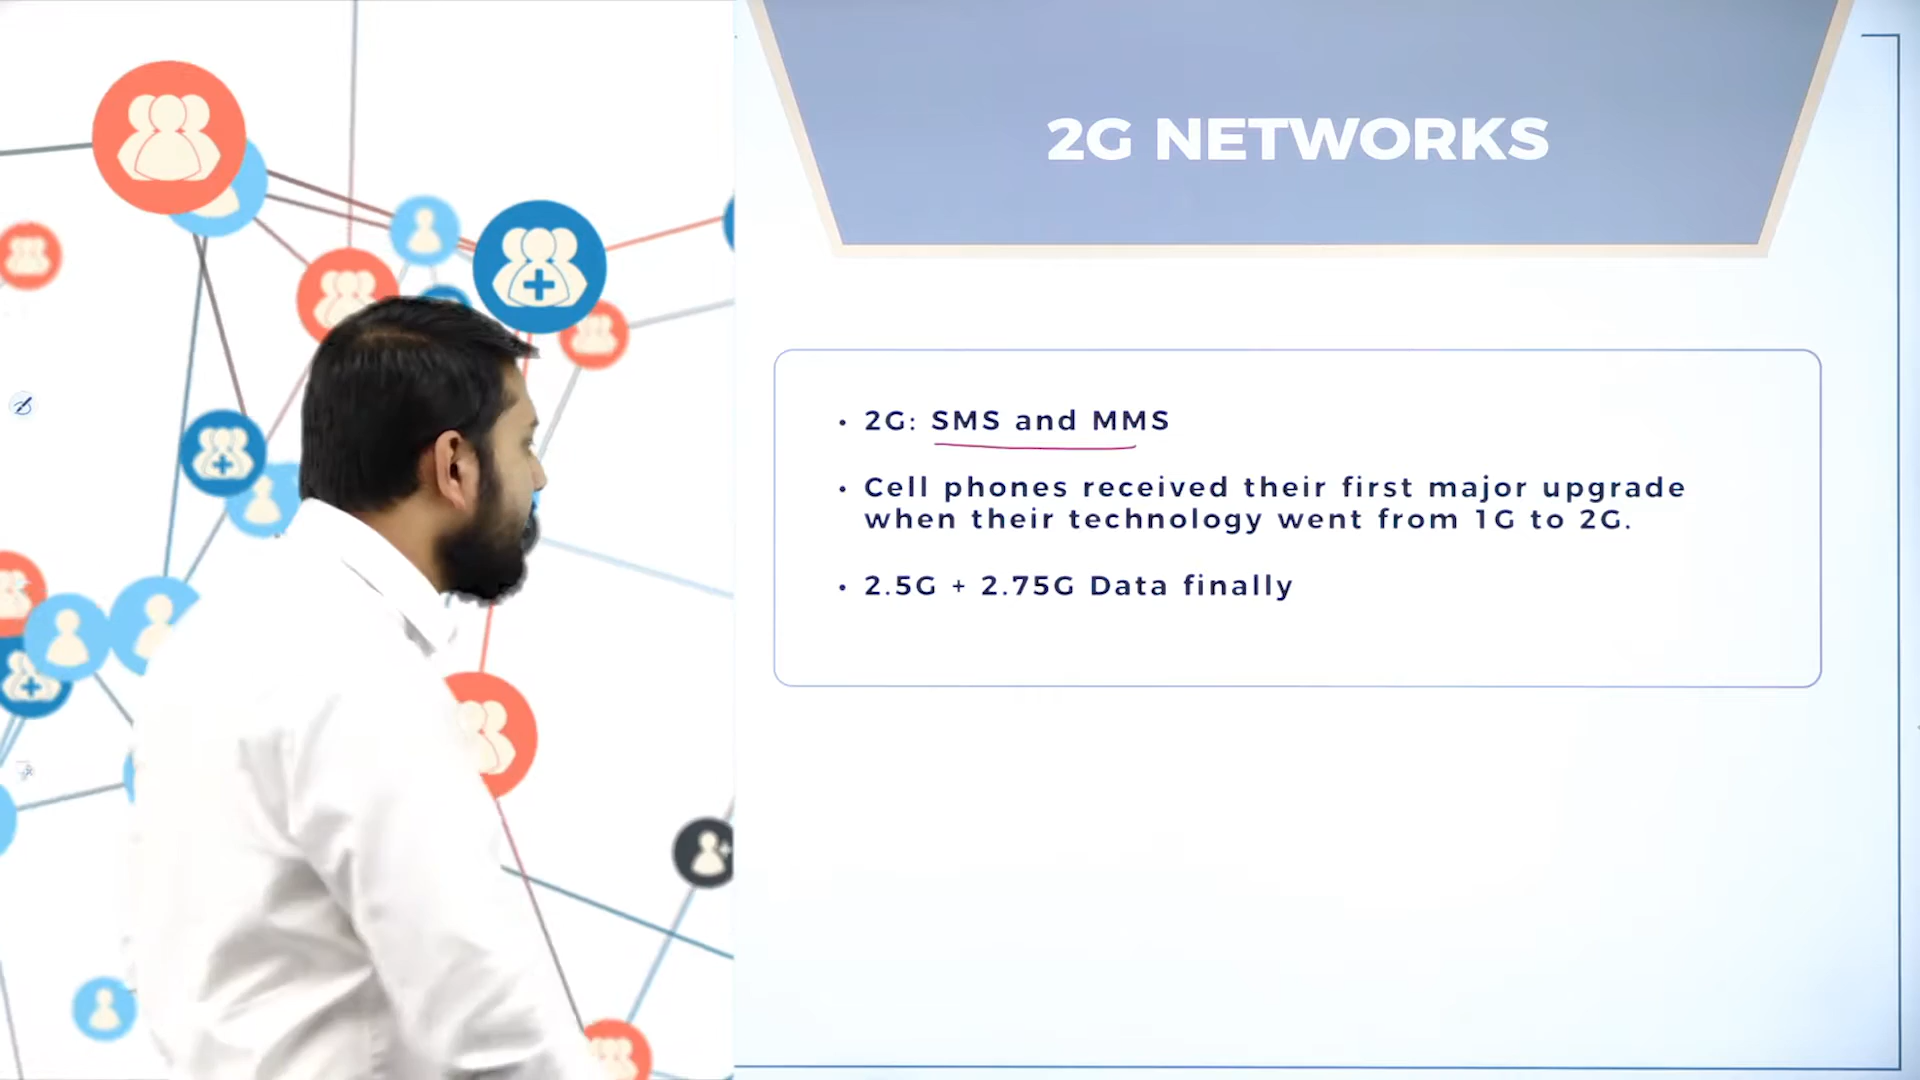 2G NETWORKS
• 2G: SMS and MMS
• Cell phones received their first major upgrade
when their technology went from 1G to 2G.
• 2.5G + 2.75G Data finally